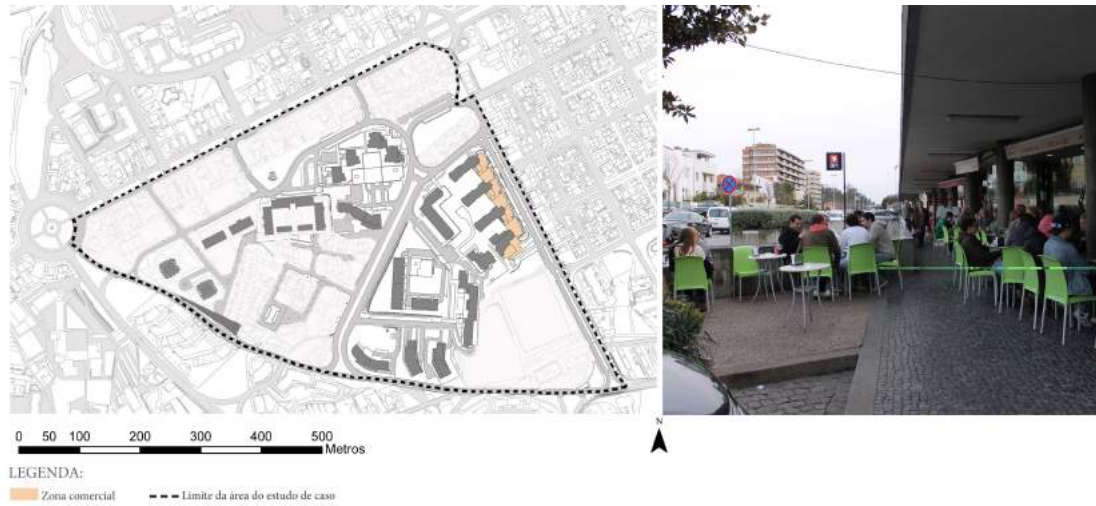 0 50 100 200 300 400 500
Metros
N
LEGENDA:
Zona comercial
Limite da área do estudo de caso